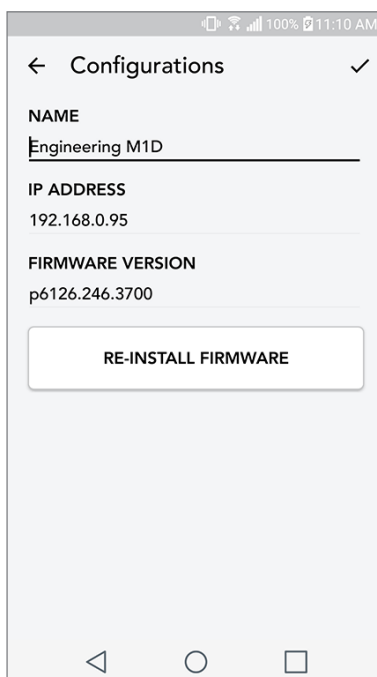 100% 11:10 AM
Configurations
NAME
Engineering M1D
IP ADDRESS
192.168.0.95
FIRMWARE VERSION
p6126.246.3700
RE-INSTALL FIRMWARE